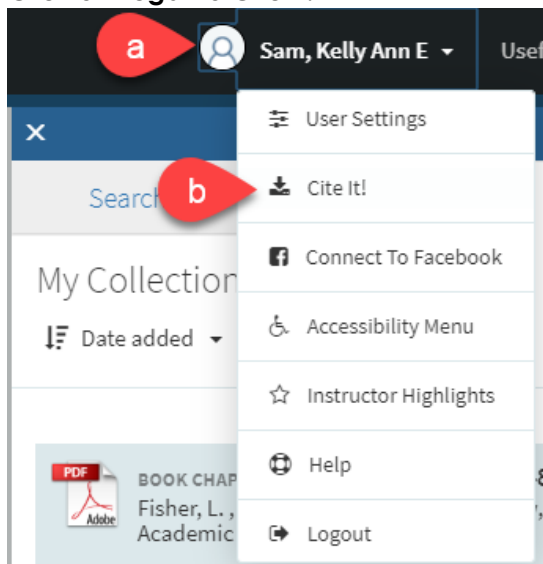 a
Sam, Kelly Ann E
Usef
User Settings
Search
b
Cite It!
Connect To Facebook
My Collection
Date added
Accessibility Menu
Instructor Highlights
PDF
BOOK CHAP
Help
Fisher, L. ,
Adobe
Academic
Logout